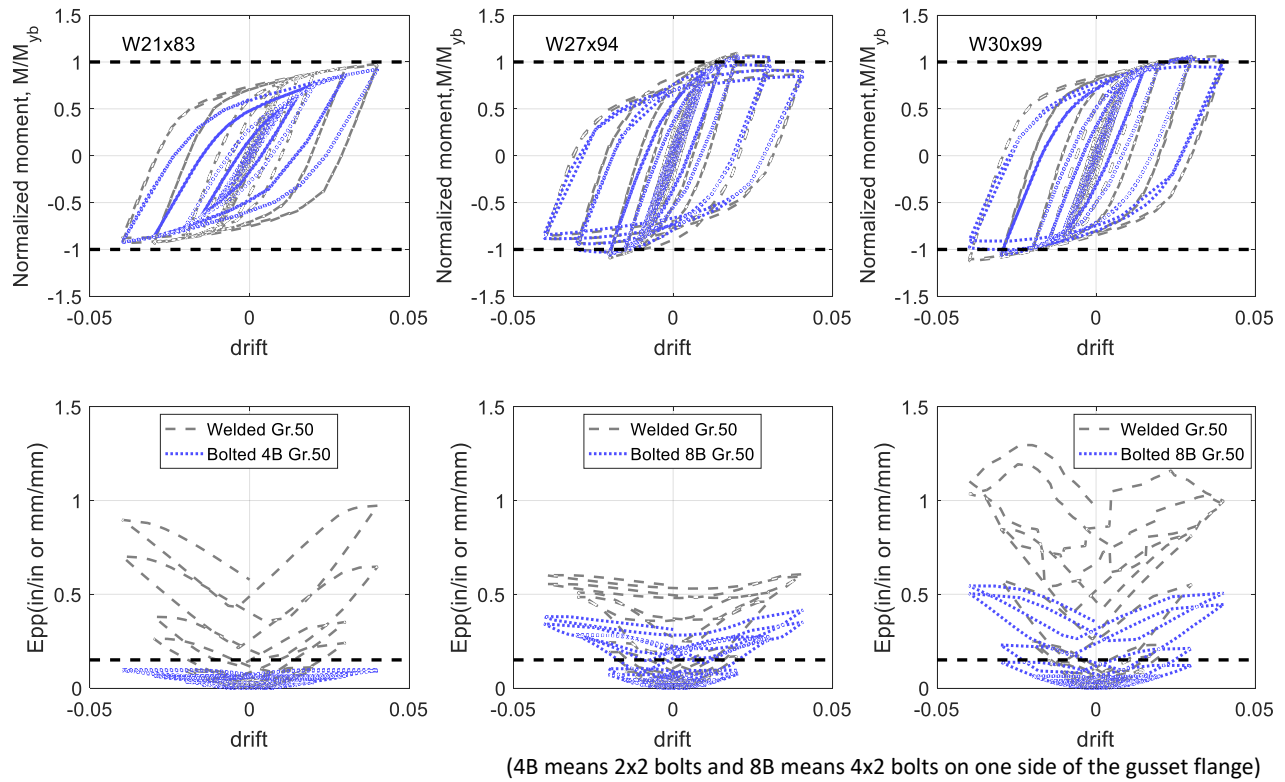 1.5
1
0.5
0
-0.5
-1
-1.5
-0.05
0
0.05
Normalized moment, M/Myb
drift
W21x83
1.5
1
0.5
0
-0.5
-1
-1.5
-0.05
0
0.05
Normalized moment,M/Myb
drift
W27x94
1.5
1
0.5
0
-0.5
-1
-1.5
-0.05
0
0.05
Normalized moment,M/Myb
drift
W30x99
1.5
1
0.5
0
-0.05
0
0.05
Epp(in/in or mm/mm)
drift
Welded Gr.50
Bolted 4B Gr.50
1.5
1
0.5
0
-0.05
0
0.05
Epp(in/in or mm/mm)
drift
Welded Gr.50
Bolted 8B Gr.50
1.5
1
0.5
0
-0.05
0
0.05
Epp(in/in or mm/mm)
drift
Welded Gr.50
Bolted 8B Gr.50
(4B means 2x2 bolts and 8B means 4x2 bolts on one side of the gusset flange)